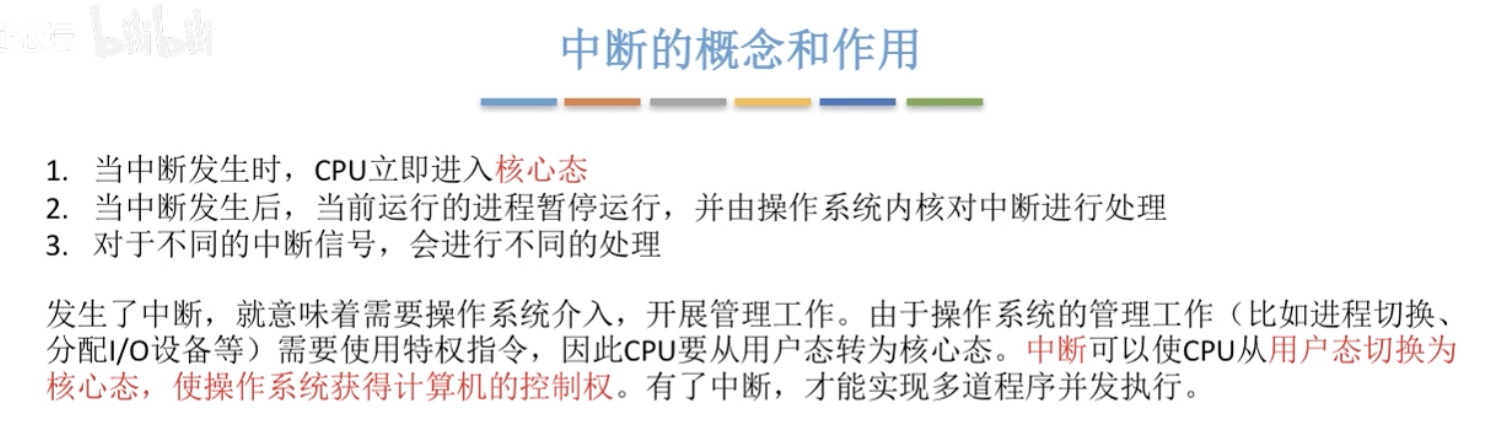 bilibili
中断的概念和作用
1. 当中断发生时，CPU立即进入核心态
2. 当中断发生后，当前运行的进程暂停运行，并由操作系统内核对中断进行处理
3. 对于不同的中断信号，会进行不同的处理
发生了中断，就意味着需要操作系统介入，开展管理工作。由于操作系统的管理工作（比如进程切换、
分配I/O设备等）需要使用特权指令，因此CPU要从用户态转为核心态。中断可以使CPU从用户态切换为
核心态，使操作系统获得计算机的控制权。有了中断，才能实现多道程序并发执行。